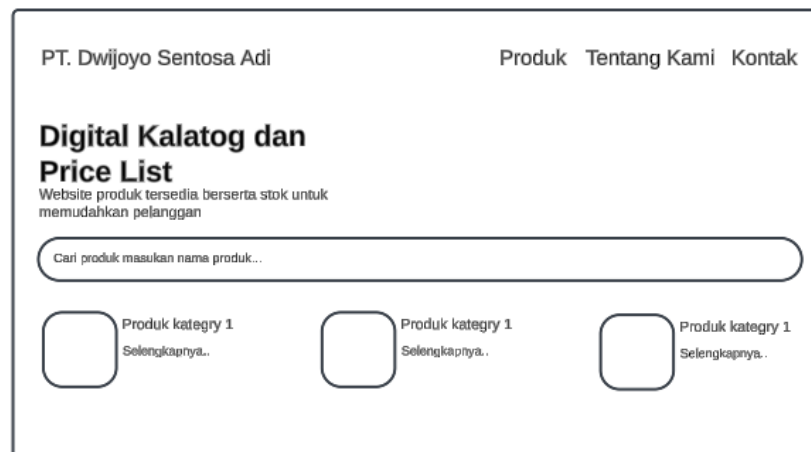 PT. Dwijoyo Sentosa Adi
Produk Tentang Kami Kontak
Digital Kalatog dan
Price List
Website produk tersedia berserta stok untuk
memudahkan pelanggan
Cari produk masukan nama produk...
Produk kategry 1
Selengkapnya..
Produk kategry 1
Selengkapnya..
Produk kategry 1
Selengkapnya..